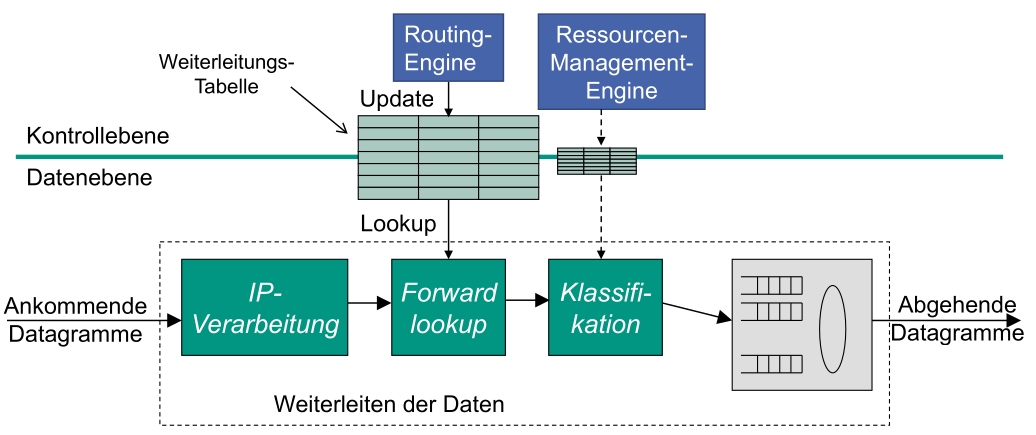 Routing-
Engine
Ressourcen-
Management-
Engine
Weiterleitungs-
Tabelle
Update
Kontrollebene
Datenebene
Lookup
Ankommende
Datagramme
IP-
Verarbeitung
Forward
lookup
Klassifi-
kation
Abgehende
Datagramme
Weiterleiten der Daten